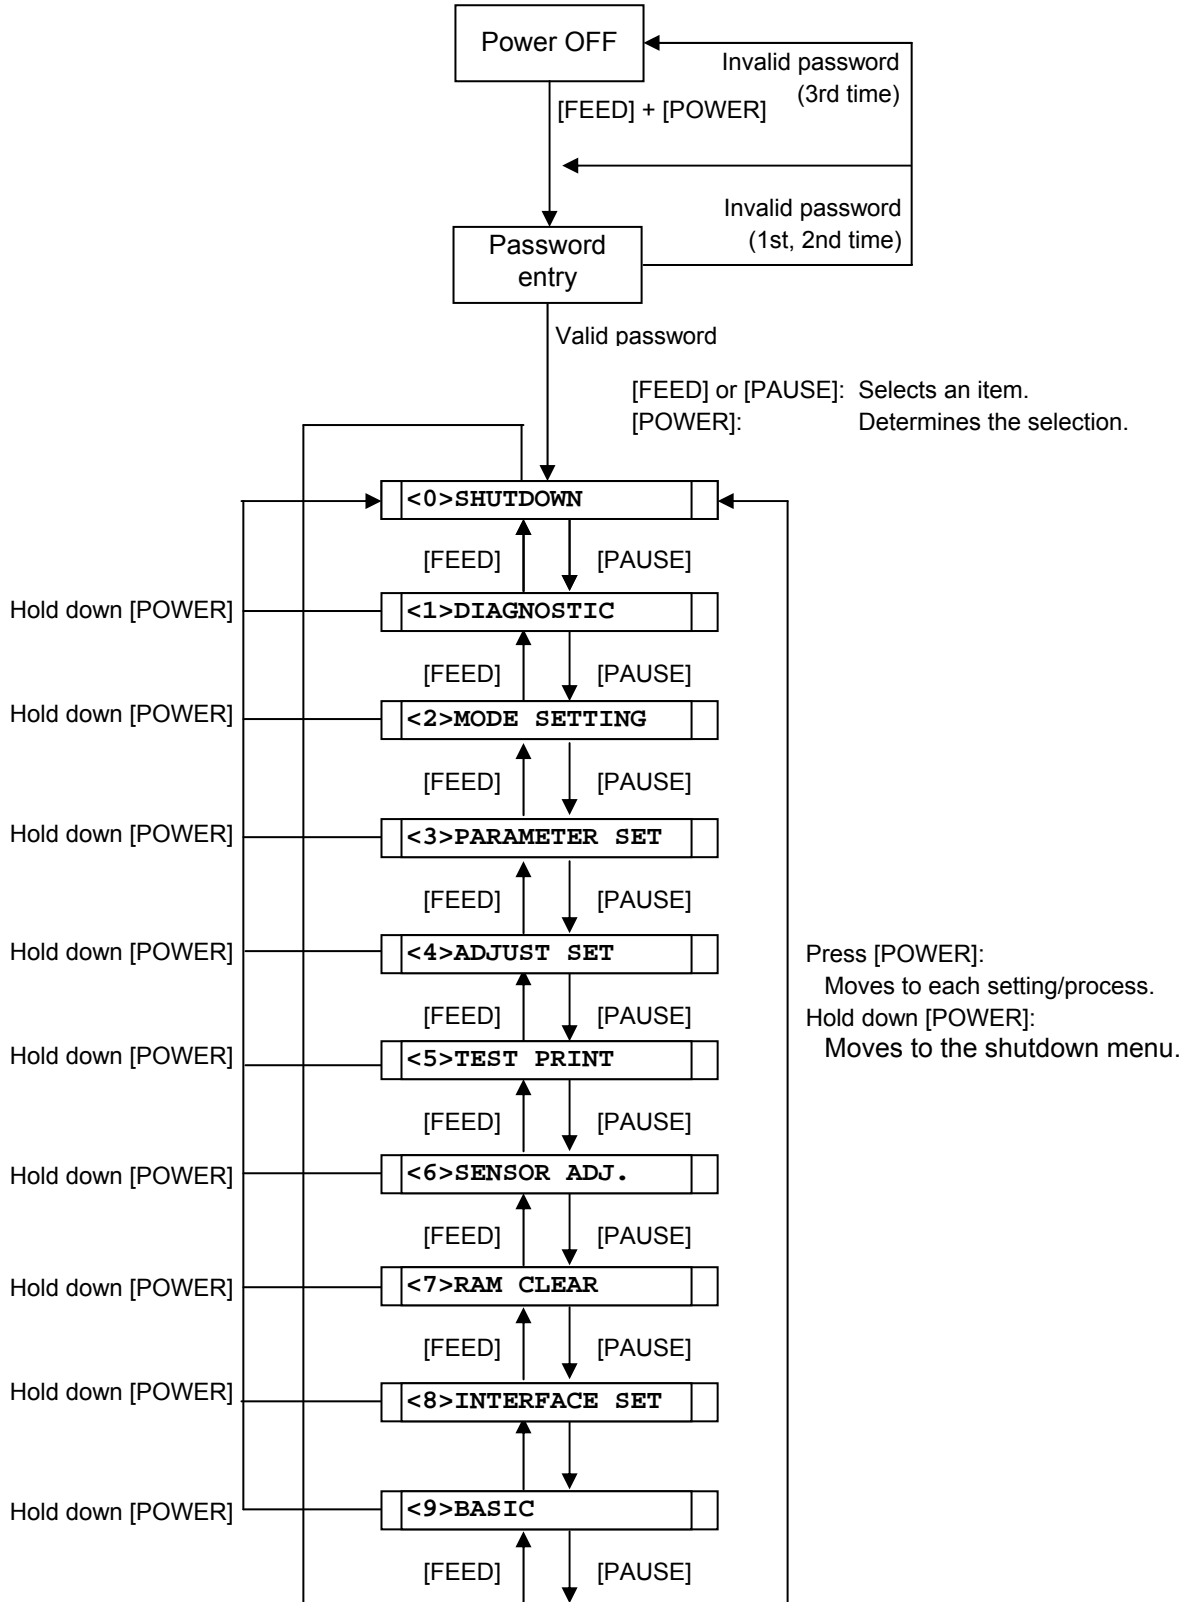 Power OFF
Invalid password
(3rd time)
[FEED] + [POWER]
Invalid password
(1st, 2nd time)
Password
entry
Valid password
[FEED] or [PAUSE]: Selects an item.
[POWER]: Determines the selection.
<0>SHUTDOWN
[FEED] [PAUSE]
Hold down [POWER] <1>DIAGNOSTIC
[FEED] [PAUSE]
Hold down [POWER] <2>MODE SETTING
[FEED] [PAUSE]
Hold down [POWER] <3>PARAMETER SET
[FEED] [PAUSE]
Hold down [POWER] <4>ADJUST SET
Press [POWER]:
Moves to each setting/process.
Hold down [POWER]:
Moves to the shutdown menu.
[FEED] [PAUSE]
Hold down [POWER] <5>TEST PRINT
[FEED] [PAUSE]
Hold down [POWER] <6>SENSOR ADJ.
[FEED] [PAUSE]
Hold down [POWER] <7>RAM CLEAR
[FEED] [PAUSE]
Hold down [POWER] <8>INTERFACE SET
Hold down [POWER] <9>BASIC
[FEED] [PAUSE]